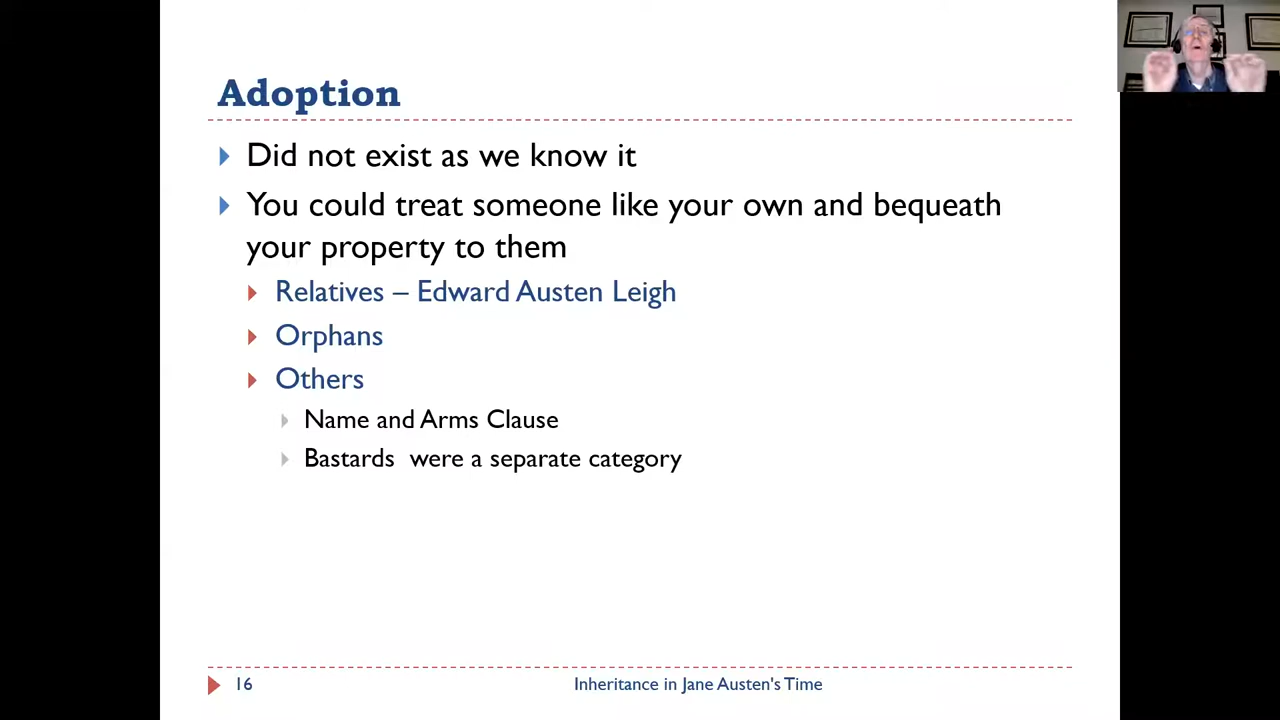 Adoption
Did not exist as we know it
You could treat someone like your own and bequeath
your property to them
Relatives – Edward Austen Leigh
Orphans
Others
Name and Arms Clause
Bastards  were a separate category
16
Inheritance in Jane Austen's Time